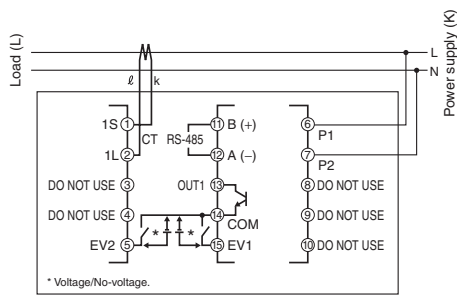 Load (L)
Power supply (K)
L
N
ℓ k
1S 1 CT RS-485 11 B (+) 6 P1
1L 2 12 A (−) 7 P2
DO NOT USE 3 OUT1 13 8 DO NOT USE
DO NOT USE 4 14 COM 9 DO NOT USE
EV2 5 * * 15 EV1 10 DO NOT USE
* Voltage/No-voltage.